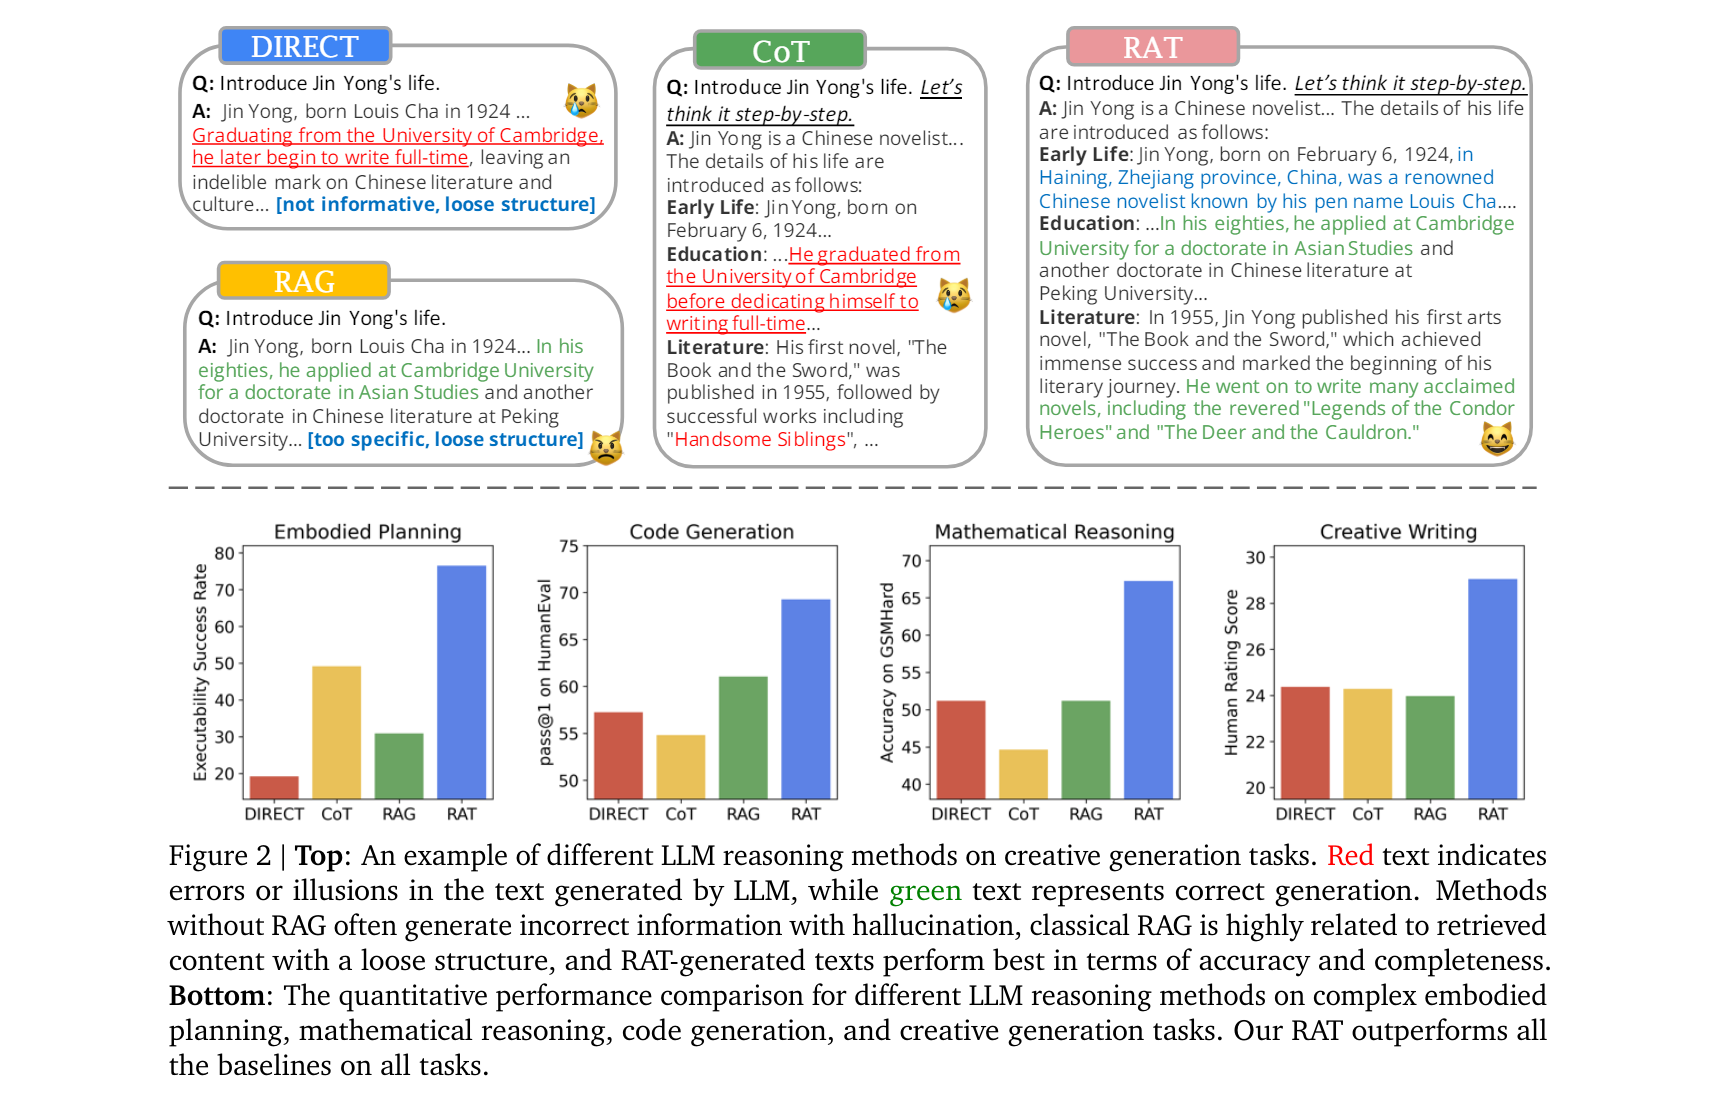 DIRECT
Q: Introduce Jin Yong's life.
A: Jin Yong, born Louis Cha in 1924 ...
Graduating from the University of Cambridge,
he later begin to write full-time, leaving an
indelible mark on Chinese literature and
culture... [not informative, loose structure]
RAG
Q: Introduce Jin Yong's life.
A: Jin Yong, born Louis Cha in 1924... In his
eighties, he applied at Cambridge University
for a doctorate in Asian Studies and another
doctorate in Chinese literature at Peking
University... [too specific, loose structure]
CoT
Q: Introduce Jin Yong's life. Let's
think it step-by-step.
A: Jin Yong is a Chinese novelist...
The details of his life are
introduced as follows:
Early Life: Jin Yong, born on
February 6, 1924...
Education: ...He graduated from
the University of Cambridge
before dedicating himself to
writing full-time...
Literature: His first novel, "The
Book and the Sword," was
published in 1955, followed by
successful works including
"Handsome Siblings", ...
RAT
Q: Introduce Jin Yong's life. Let's think it step-by-step.
A: Jin Yong is a Chinese novelist... The details of his life
are introduced as follows:
Early Life: Jin Yong, born on February 6, 1924, in
Haining, Zhejiang province, China, was a renowned
Chinese novelist known by his pen name Louis Cha....
Education: ...In his eighties, he applied at Cambridge
University for a doctorate in Asian Studies and
another doctorate in Chinese literature at
Peking University...
Literature: In 1955, Jin Yong published his first arts
novel, "The Book and the Sword," which achieved
immense success and marked the beginning of his
literary journey. He went on to write many acclaimed
novels, including the revered "Legends of the Condor
Heroes" and "The Deer and the Cauldron."
Embodied Planning
Executability Success Rate
80
70
60
50
40
30
20
DIRECT CoT RAG RAT
Code Generation
pass@1 on HumanEval
75
70
65
60
55
50
DIRECT CoT RAG RAT
Mathematical Reasoning
Accuracy on GSMHard
70
65
60
55
50
45
40
DIRECT CoT RAG RAT
Creative Writing
Human Rating Score
30
28
26
24
22
20
DIRECT CoT RAG RAT
Figure 2 | Top: An example of different LLM reasoning methods on creative generation tasks. Red text indicates
errors or illusions in the text generated by LLM, while green text represents correct generation. Methods
without RAG often generate incorrect information with hallucination, classical RAG is highly related to retrieved
content with a loose structure, and RAT-generated texts perform best in terms of accuracy and completeness.
Bottom: The quantitative performance comparison for different LLM reasoning methods on complex embodied
planning, mathematical reasoning, code generation, and creative generation tasks. Our RAT outperforms all
the baselines on all tasks.